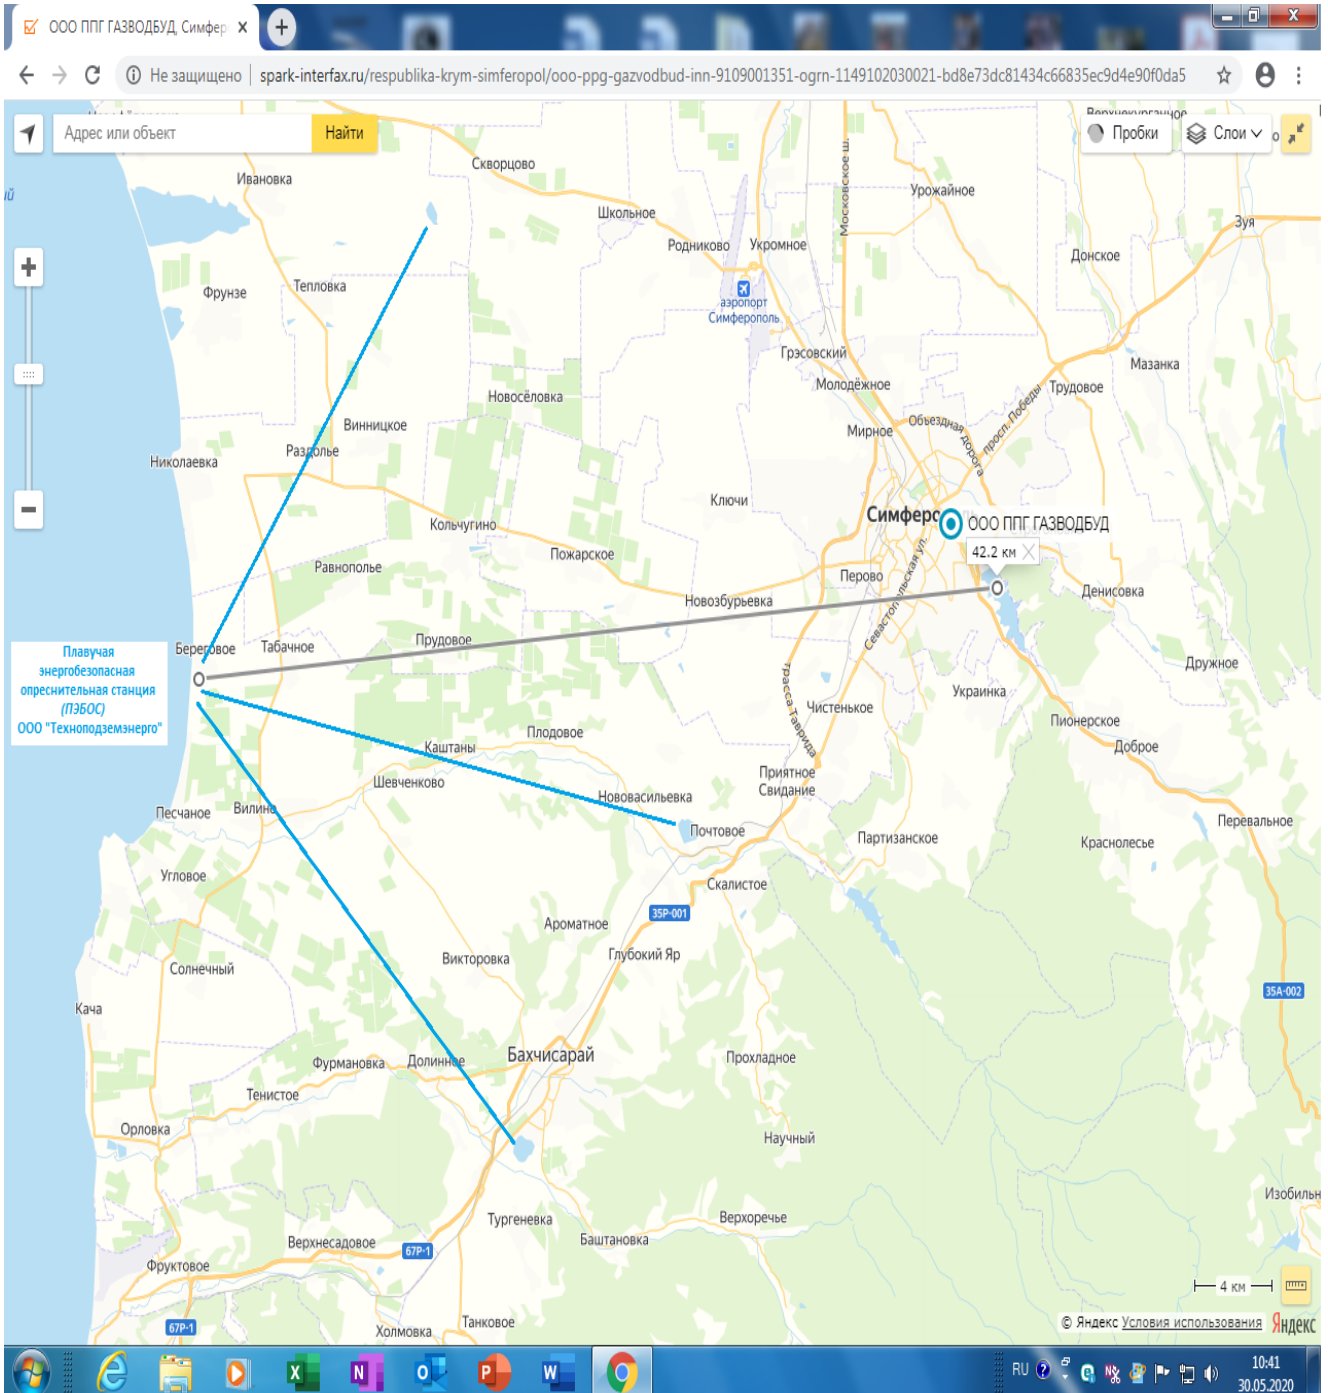 ООО ППГ ГАЗВОДБУД, Симфер
Не защищено
spark-interfax.ru/respublika-krym-simferopol/ooo-ppg-gazvodbud-inn-9109001351-ogrn-1149102030021-bd8e73dc81434c66835ec9d4e90f0da5
Адрес или объект
Найти
Пробки
Слои
Скворцово
Ивановка
Урожайное
Школьное
Московское ш.
Зуя
Родниково
Укромное
Донское
Фрунзе
Тепловка
аэропорт
Симферополь
Грэсовский
Мазанка
Молодёжное
Трудовое
Новосёловка
просп. Победы
Винницкое
Мирное
Объездная дорога
Раздолье
Николаевка
Ключи
Симферо
ООО ППГ ГАЗВОДБУД
Кольчугино
42.2 км
Пожарское
Равнополье
Перово
Денисовка
Новозбурьевка
Севастопольская ул.
Береговое
Табачное
Прудовое
Плавучая
энергобезопасная
опреснительная станция
(ПЭБОС)
ООО "Техноподземэнерго"
Дружное
трасса Таврида
Украинка
Чистенькое
Пионерское
Плодовое
Каштаны
Доброе
Приятное
Свидание
Шевченково
Нововасильевка
Песчаное
Вилино
Перевальное
Почтовое
Партизанское
Краснолесье
Угловое
Скалистое
35Р-001
Ароматное
Глубокий Яр
Викторовка
Солнечный
35А-002
Кача
Бахчисарай
Прохладное
Фурмановка
Долинное
Тенистое
Орловка
Научный
Изобильн
Тургеневка
Верхоречье
Баштановка
Верхнесадовое
67Р-1
Фруктовое
4 км
67Р-1
Холмовка
Танковое
© Яндекс Условия использования Яндекс
RU
10:41
30.05.2020